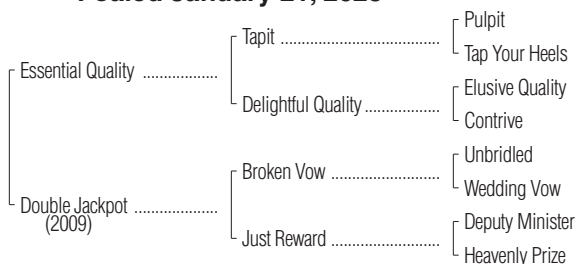 Foaled January 21, 2023
Pulpit
Tapit ........................................
Tap Your Heels
Essential Quality ..................
Elusive Quality
Delightful Quality ...................
Contrive
Unbridled
Broken Vow ...........................
Wedding Vow
Double Jackpot ....................
(2009)
Deputy Minister
Just Reward ...........................
Heavenly Prize